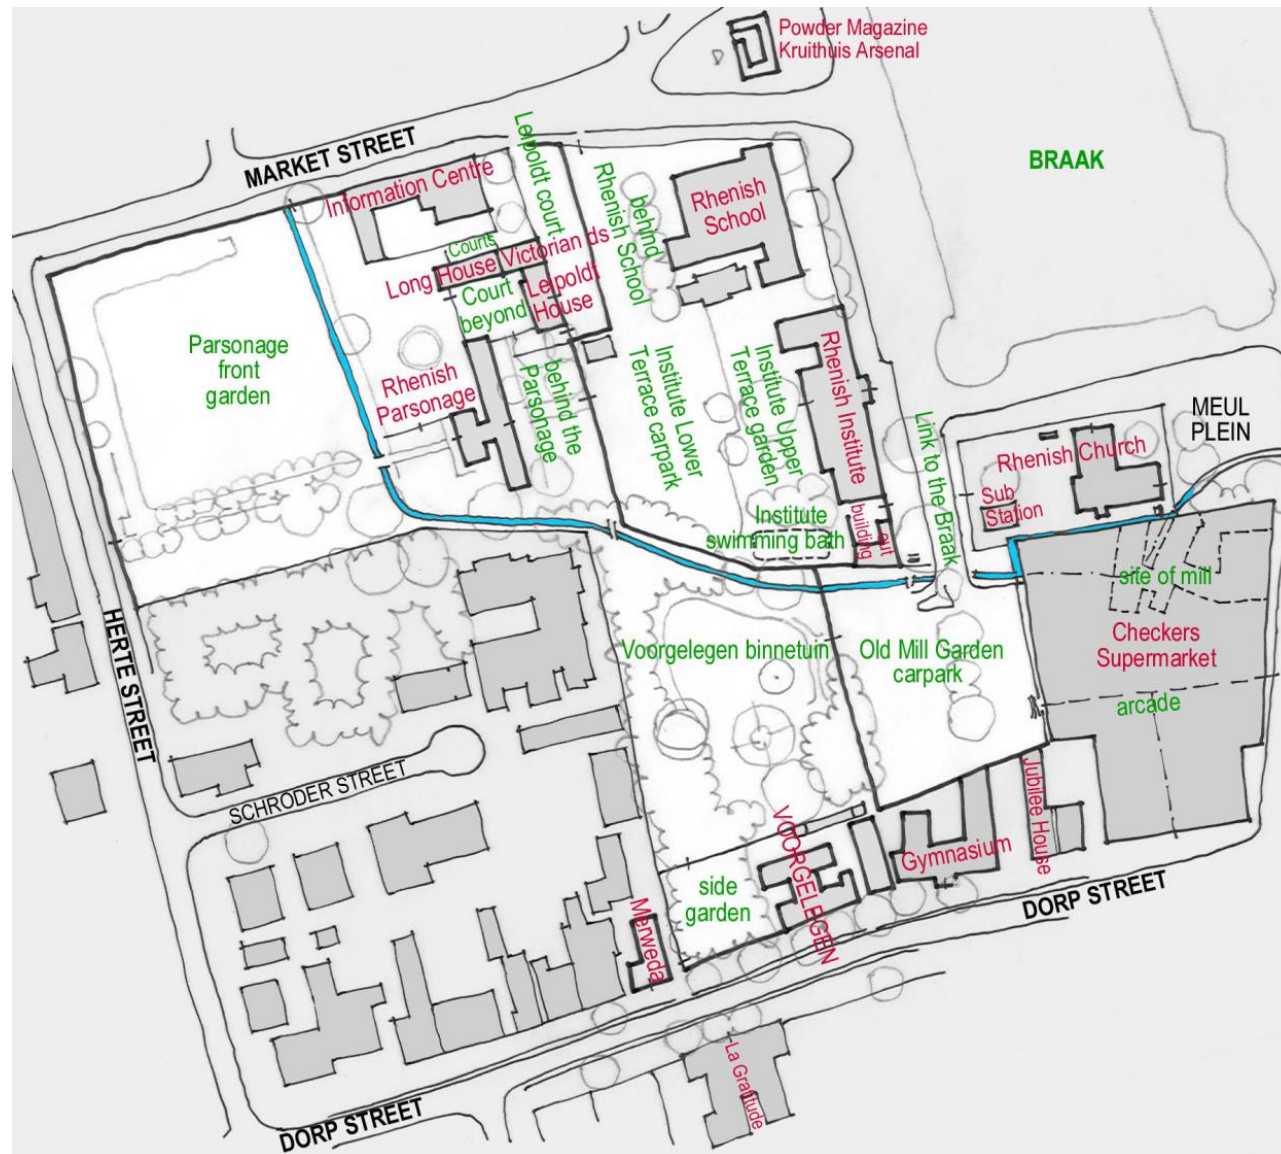 Powder Magazine
Kruithuis Arsenal
MARKET STREET
BRAAK
Information Centre
Leipoldt court
behind
Rhenish School
Rhenish
School
Courts
Long House
Victorian ds
Leipoldt
House
Court
beyond
Parsonage
front
garden
Rhenish
Parsonage
behind the
Parsonage
Institute Lower
Terrace carpark
Institute Upper
Terrace garden
Rhenish Institute
Link to the Braak
MEUL
PLEIN
Rhenish Church
Sub
Station
Institute
swimming bath
out
building
site of mill
HERTE STREET
Voorgelegen binnetuin
Old Mill Garden
carpark
Checkers
Supermarket
arcade
SCHRODER STREET
Jubilee House
VOORGELEGEN
Gymnasium
side
garden
Merweda
DORP STREET
La Gratitude
DORP STREET